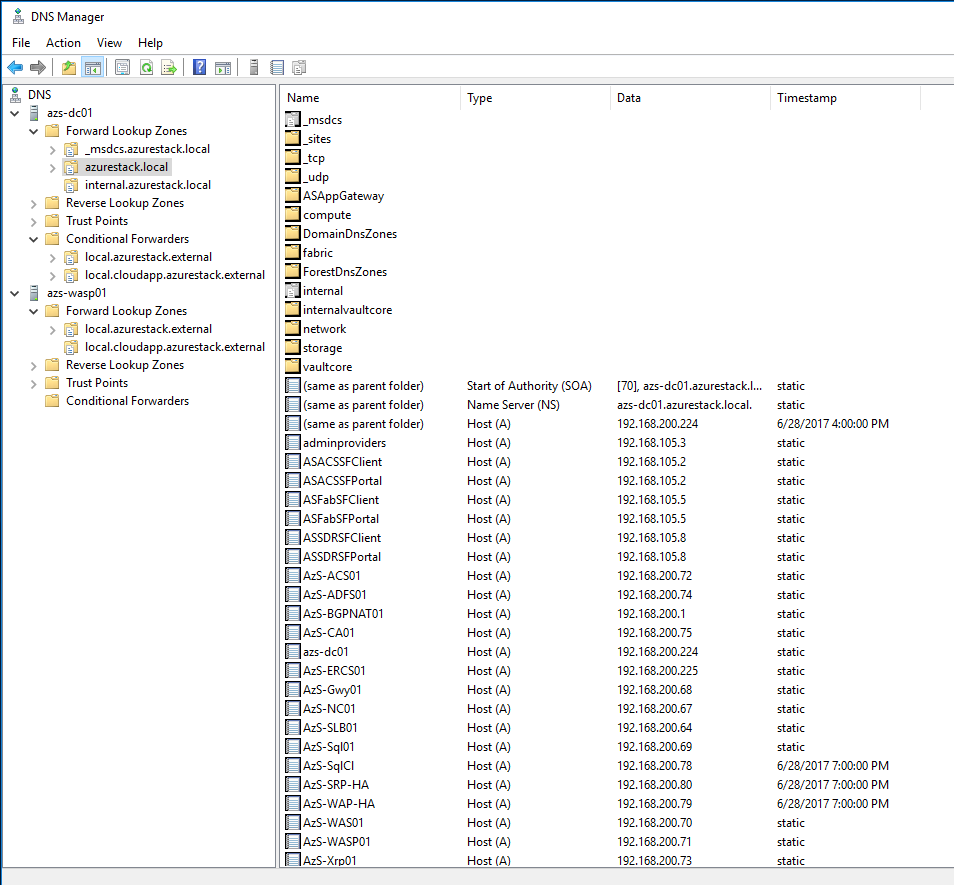 DNS Manager
File Action View Help
DNS
azs-dc01
Forward Lookup Zones
_msdcs.azurestack.local
azurestack.local
internal.azurestack.local
Reverse Lookup Zones
Trust Points
Conditional Forwarders
local.azurestack.external
local.cloudapp.azurestack.external
azs-wasp01
Forward Lookup Zones
local.azurestack.external
local.cloudapp.azurestack.external
Reverse Lookup Zones
Trust Points
Conditional Forwarders
Name Type Data Timestamp
_msdcs
_sites
_tcp
_udp
ASAppGateway
compute
DomainDnsZones
fabric
ForestDnsZones
internal
internalvaultcore
network
storage
vaultcore
(same as parent folder) Start of Authority (SOA) [70], azs-dc01.azurestack.l... static
(same as parent folder) Name Server (NS) azs-dc01.azurestack.local. static
(same as parent folder) Host (A) 192.168.200.224 6/28/2017 4:00:00 PM
adminproviders Host (A) 192.168.105.3 static
ASACSSFClient Host (A) 192.168.105.2 static
ASACSSFPortal Host (A) 192.168.105.2 static
ASFabSFClient Host (A) 192.168.105.5 static
ASFabSFPortal Host (A) 192.168.105.5 static
ASSDRSFClient Host (A) 192.168.105.8 static
ASSDRSFPortal Host (A) 192.168.105.8 static
AzS-ACS01 Host (A) 192.168.200.72 static
AzS-ADFS01 Host (A) 192.168.200.74 static
AzS-BGPNAT01 Host (A) 192.168.200.1 static
AzS-CA01 Host (A) 192.168.200.75 static
azs-dc01 Host (A) 192.168.200.224 static
AzS-ERCS01 Host (A) 192.168.200.225 static
AzS-Gwy01 Host (A) 192.168.200.68 static
AzS-NC01 Host (A) 192.168.200.67 static
AzS-SLB01 Host (A) 192.168.200.64 static
AzS-Sql01 Host (A) 192.168.200.69 static
AzS-SqlCl Host (A) 192.168.200.78 6/28/2017 7:00:00 PM
AzS-SRP-HA Host (A) 192.168.200.80 6/28/2017 7:00:00 PM
AzS-WAP-HA Host (A) 192.168.200.79 6/28/2017 7:00:00 PM
AzS-WAS01 Host (A) 192.168.200.70 static
AzS-WASP01 Host (A) 192.168.200.71 static
AzS-Xrp01 Host (A) 192.168.200.73 static